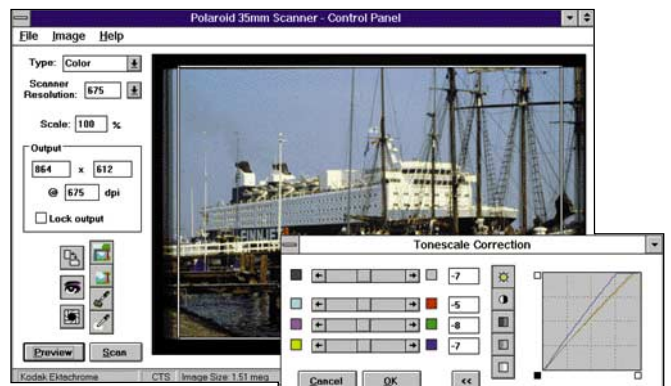 Polaroid 35mm Scanner - Control Panel
File Image Help
Type: Color
Scanner
Resolution: 675
Scale: 100 %
Output
864 x 612
@ 675 dpi
Lock output
Preview Scan
Kodak Ektachrome CTS Image Size 1.51 meg
FINNJET
Tonescale Correction
-7
-5
-8
-7
Cancel OK <<